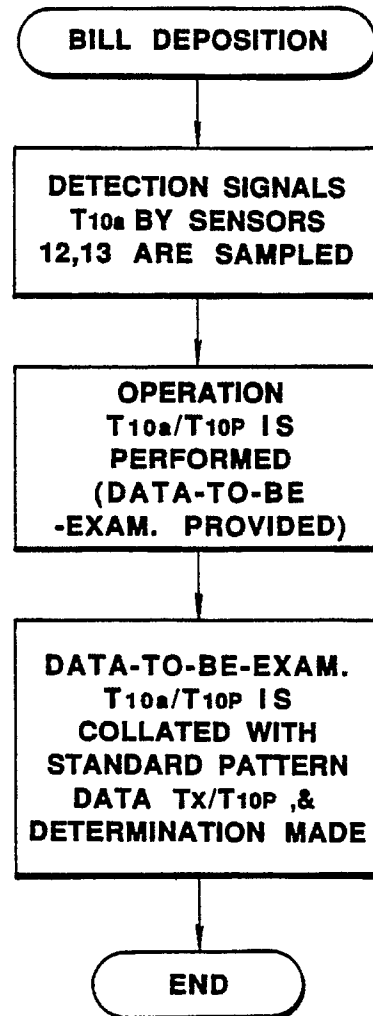 BILL DEPOSITION
DETECTION SIGNALS
T10a BY SENSORS
12,13 ARE SAMPLED
OPERATION
T10a/T10P IS
PERFORMED
(DATA-TO-BE
-EXAM. PROVIDED)
DATA-TO-BE-EXAM.
T10a/T10P IS
COLLATED WITH
STANDARD PATTERN
DATA TX/T10P ,&
DETERMINATION MADE
END